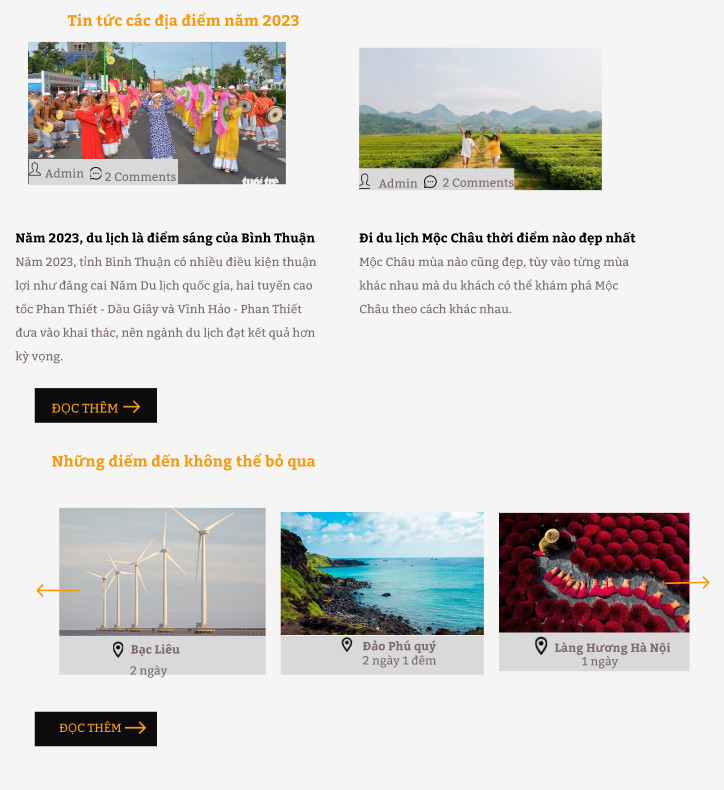 Tin tức các địa điểm năm 2023
tuổi trẻ
Admin 2 Comments
Admin 2 Comments
Năm 2023, du lịch là điểm sáng của Bình Thuận
Năm 2023, tỉnh Bình Thuận có nhiều điều kiện thuận
lợi như đăng cai Năm Du lịch quốc gia, hai tuyến cao
tốc Phan Thiết - Dầu Giây và Vĩnh Hảo - Phan Thiết
đưa vào khai thác, nên ngành du lịch đạt kết quả hơn
kỳ vọng.
Đi du lịch Mộc Châu thời điểm nào đẹp nhất
Mộc Châu mùa nào cũng đẹp, tùy vào từng mùa
khác nhau mà du khách có thể khám phá Mộc
Châu theo cách khác nhau.
ĐỌC THÊM
Những điểm đến không thể bỏ qua
Bạc Liêu
2 ngày
Đảo Phú quý
2 ngày 1 đêm
Làng Hương Hà Nội
1 ngày
ĐỌC THÊM